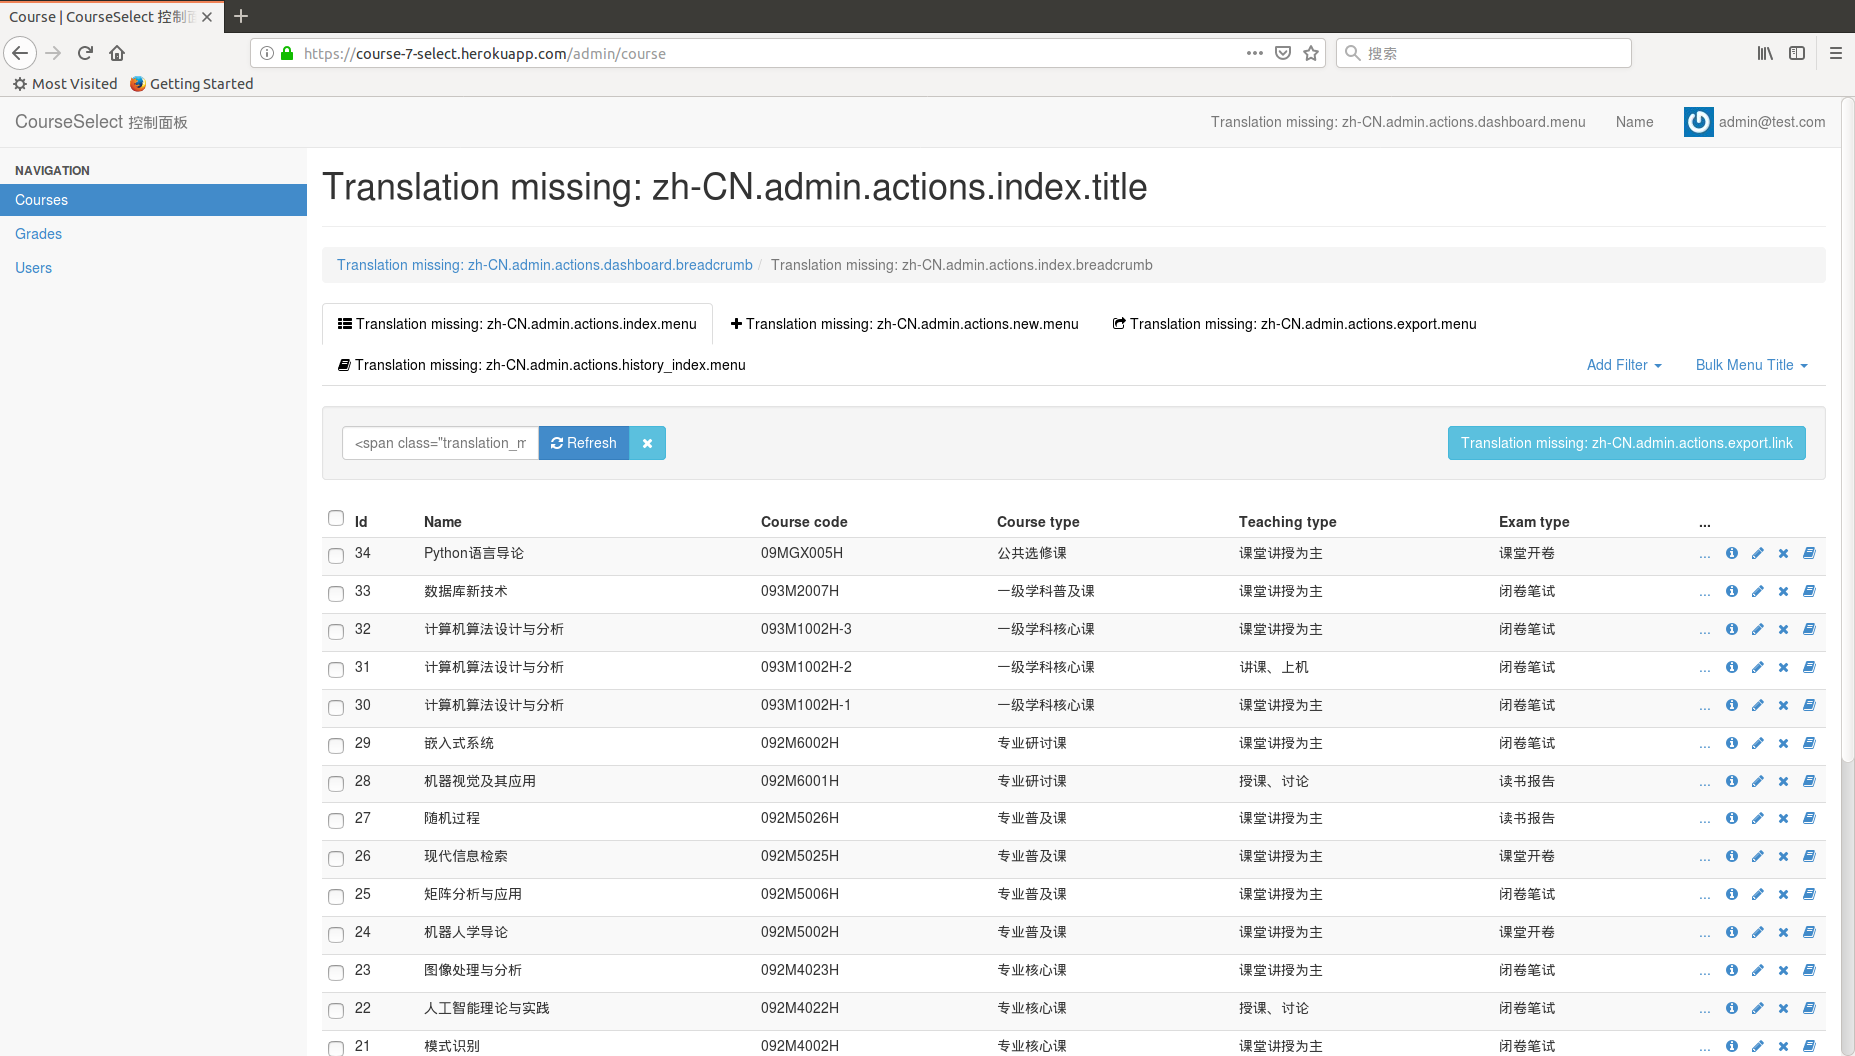 Course | CourseSelect 控制面
https://course-7-select.herokuapp.com/admin/course
搜索
Most Visited Getting Started
CourseSelect 控制面板
Translation missing: zh-CN.admin.actions.dashboard.menu Name admin@test.com
NAVIGATION
Courses
Grades
Users
Translation missing: zh-CN.admin.actions.index.title
Translation missing: zh-CN.admin.actions.dashboard.breadcrumb / Translation missing: zh-CN.admin.actions.index.breadcrumb
Translation missing: zh-CN.admin.actions.index.menu Translation missing: zh-CN.admin.actions.new.menu Translation missing: zh-CN.admin.actions.export.menu
Translation missing: zh-CN.admin.actions.history_index.menu Add Filter Bulk Menu Title
<span class="translation_m Refresh Translation missing: zh-CN.admin.actions.export.link
Id Name Course code Course type Teaching type Exam type ...
34 Python语言导论 09MGX005H 公共选修课 课堂讲授为主 课堂开卷 ...
33 数据库新技术 093M2007H 一级学科普及课 课堂讲授为主 闭卷笔试 ...
32 计算机算法设计与分析 093M1002H-3 一级学科核心课 课堂讲授为主 闭卷笔试 ...
31 计算机算法设计与分析 093M1002H-2 一级学科核心课 讲课、上机 闭卷笔试 ...
30 计算机算法设计与分析 093M1002H-1 一级学科核心课 课堂讲授为主 闭卷笔试 ...
29 嵌入式系统 092M6002H 专业研讨课 课堂讲授为主 闭卷笔试 ...
28 机器视觉及其应用 092M6001H 专业研讨课 授课、讨论 读书报告 ...
27 随机过程 092M5026H 专业普及课 课堂讲授为主 读书报告 ...
26 现代信息检索 092M5025H 专业普及课 课堂讲授为主 课堂开卷 ...
25 矩阵分析与应用 092M5006H 专业普及课 课堂讲授为主 闭卷笔试 ...
24 机器人学导论 092M5002H 专业普及课 课堂讲授为主 课堂开卷 ...
23 图像处理与分析 092M4023H 专业核心课 课堂讲授为主 闭卷笔试 ...
22 人工智能理论与实践 092M4022H 专业核心课 授课、讨论 闭卷笔试 ...
21 模式识别 092M4002H 专业核心课 课堂讲授为主 闭卷笔试 ...